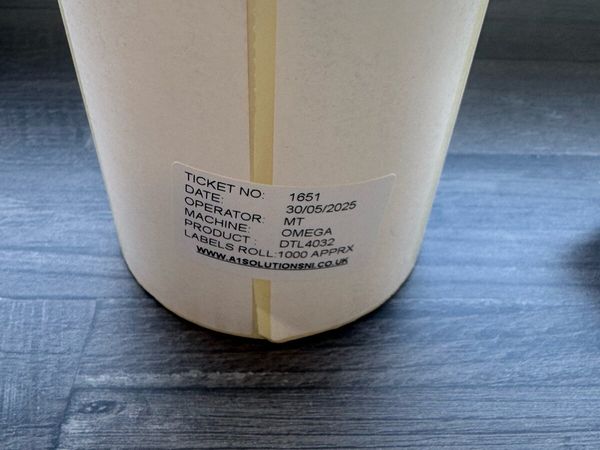 TICKET NO: 1651
DATE: 30/05/2025
OPERATOR: MT
MACHINE: OMEGA
PRODUCT : DTL4032
LABELS ROLL:1000 APPRX
WWW.A1SOLUTIONSNI.CO.UK